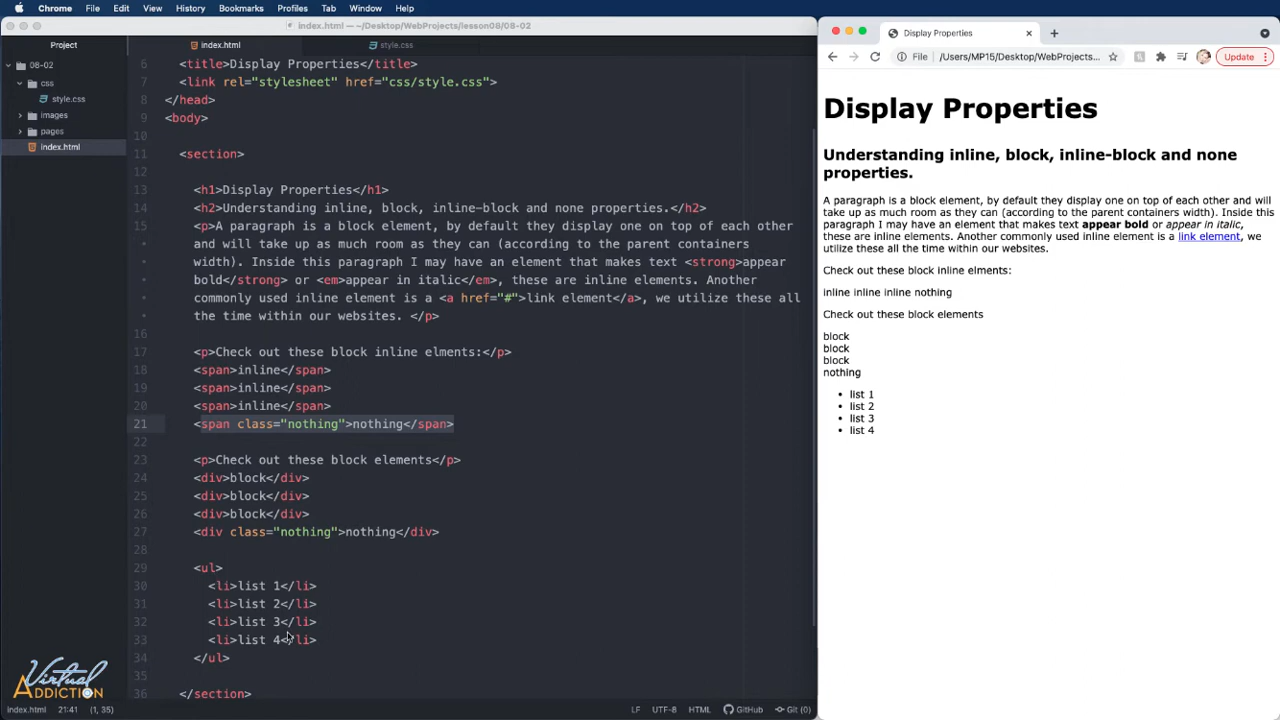 Chrome File Edit View History Bookmarks Profiles Tab Window Help
index.html — ~/Desktop/WebProjects/lesson08/08-02
Project
index.html
style.css
08-02
css
style.css
images
pages
index.html
6 <title>Display Properties</title>
7 <link rel="stylesheet" href="css/style.css">
8 </head>
9 <body>
10
11 <section>
12
13 <h1>Display Properties</h1>
14 <h2>Understanding inline, block, inline-block and none properties.</h2>
15 <p>A paragraph is a block element, by default they display one on top of each other
• and will take up as much room as they can (according to the parent containers
• width). Inside this paragraph I may have an element that makes text <strong>appear
• bold</strong> or <em>appear in italic</em>, these are inline elements. Another
• commonly used inline element is a <a href="#">link element</a>, we utilize these all
• the time within our websites. </p>
16
17 <p>Check out these block inline elments:</p>
18 <span>inline</span>
19 <span>inline</span>
20 <span>inline</span>
21 <span class="nothing">nothing</span>
22
23 <p>Check out these block elements</p>
24 <div>block</div>
25 <div>block</div>
26 <div>block</div>
27 <div class="nothing">nothing</div>
28
29 <ul>
30 <li>list 1</li>
31 <li>list 2</li>
32 <li>list 3</li>
33 <li>list 4</li>
34 </ul>
35
36 </section>
Virtual
ADDICTION
index.html 21:41 (1, 35) LF UTF-8 HTML GitHub Git (0)
Display Properties
File /Users/MP15/Desktop/WebProjects... Update
Display Properties
Understanding inline, block, inline-block and none
properties.
A paragraph is a block element, by default they display one on top of each other and will
take up as much room as they can (according to the parent containers width). Inside this
paragraph I may have an element that makes text appear bold or appear in italic,
these are inline elements. Another commonly used inline element is a link element, we
utilize these all the time within our websites.
Check out these block inline elments:
inline inline inline nothing
Check out these block elements
block
block
block
nothing
• list 1
• list 2
• list 3
• list 4